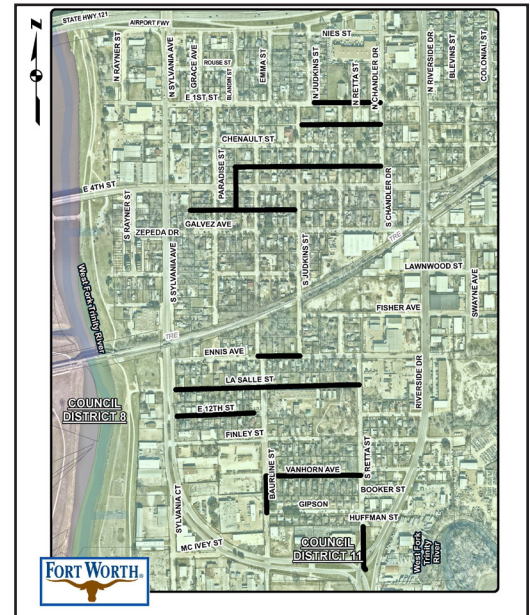 STATE HWY 121
AIRPORT FWY
N RAYNER ST
N SYLVANIA AVE
GRACE AVE
ROUSE ST
BLANDIN ST
EMMA ST
NIES ST
N JUDKINS ST
N RETTA ST
N CHANDLER DR
N RIVERSIDE DR
BLEVINS ST
COLONIAL ST
E 1ST ST
CHENAULT ST
PARADISE ST
E 4TH ST
S RAYNER ST
GALVEZ AVE
ZEPEDA DR
S CHANDLER DR
S SYLVANIA AVE
S JUDKINS ST
TRE
LAWNWOOD ST
SWAYNE AVE
FISHER AVE
West Fork Trinity River
TRE
ENNIS AVE
RIVERSIDE DR
LA SALLE ST
COUNCIL
DISTRICT 8
E 12TH ST
FINLEY ST
BAURLINE ST
VANHORN AVE
S RETTA ST
BOOKER ST
SYLVANIA CT
GIPSON
HUFFMAN ST
MC IVEY ST
COUNCIL
DISTRICT 11
West Fork
Trinity
River
FORT WORTH®